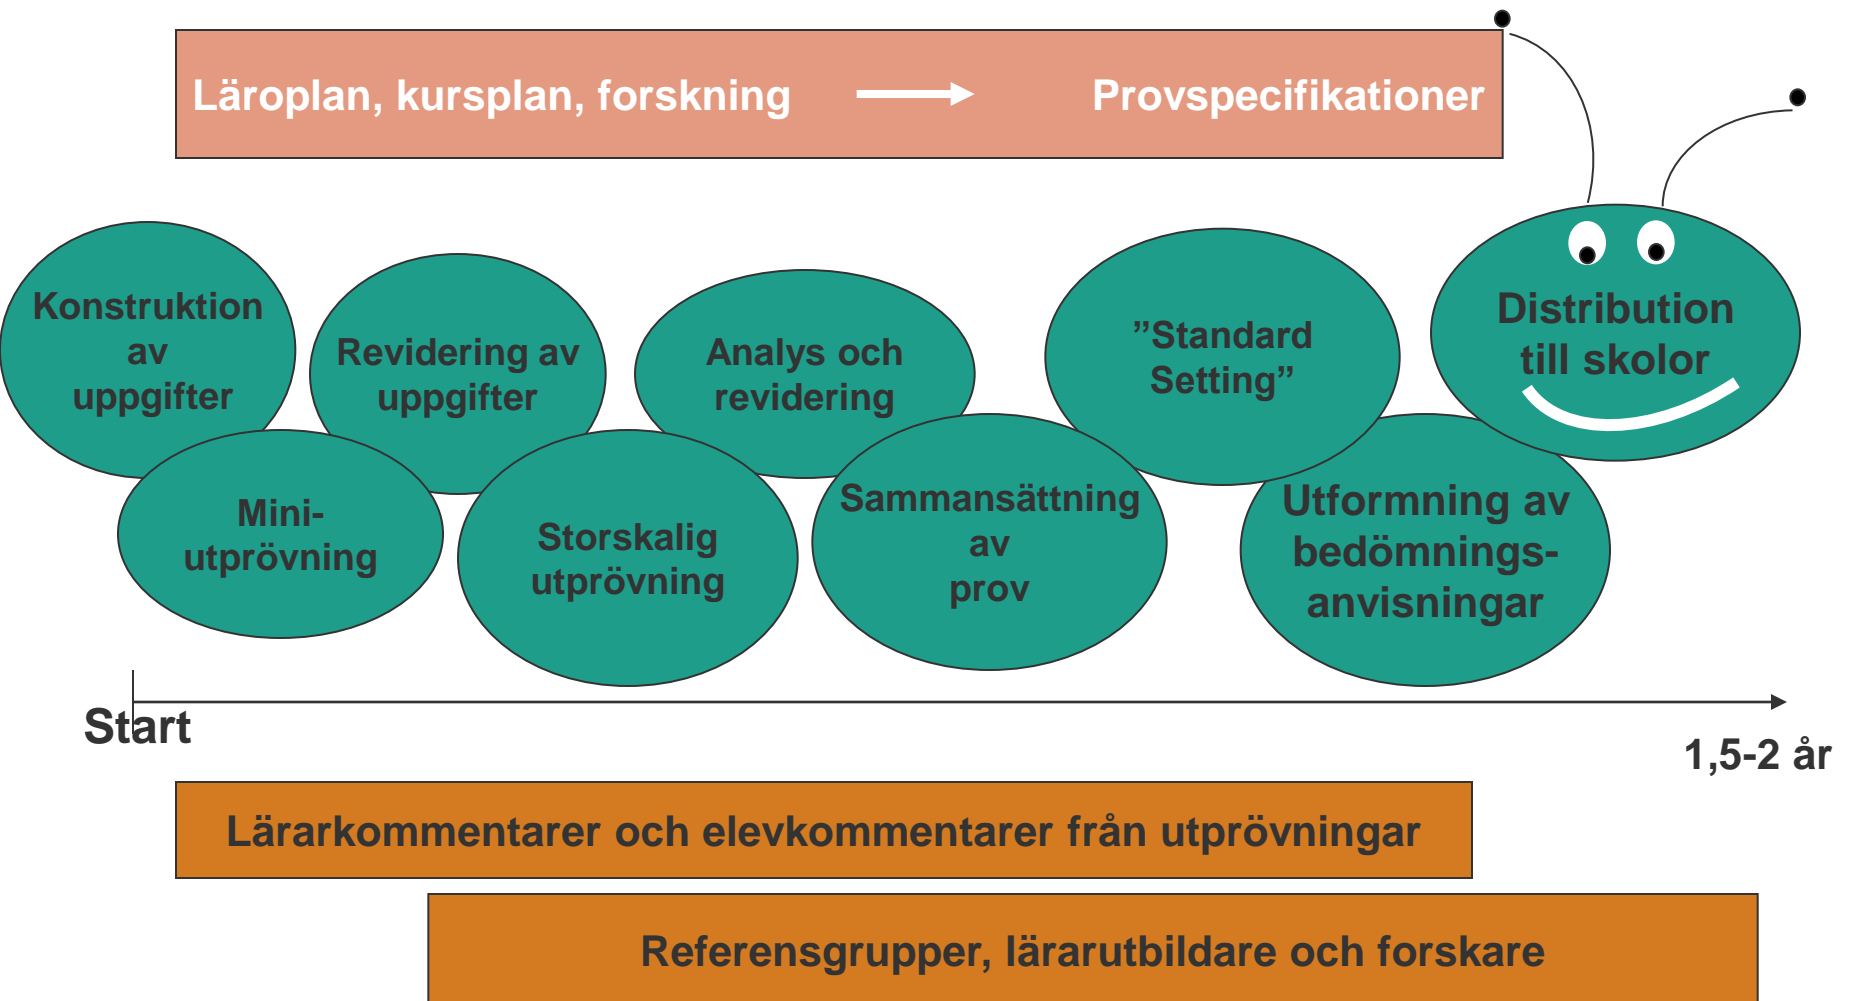 Läroplan, kursplan, forskning
Provspecifikationer
Konstruktion
av
uppgifter
Mini-
utprövning
Revidering av
uppgifter
Storskalig
utprövning
Analys och
revidering
Sammansättning
av
prov
”Standard
Setting”
Utformning av
bedömnings-
anvisningar
Distribution
till skolor
Start
1,5-2 år
Lärarkommentarer och elevkommentarer från utprövningar
Referensgrupper, lärarutbildare och forskare